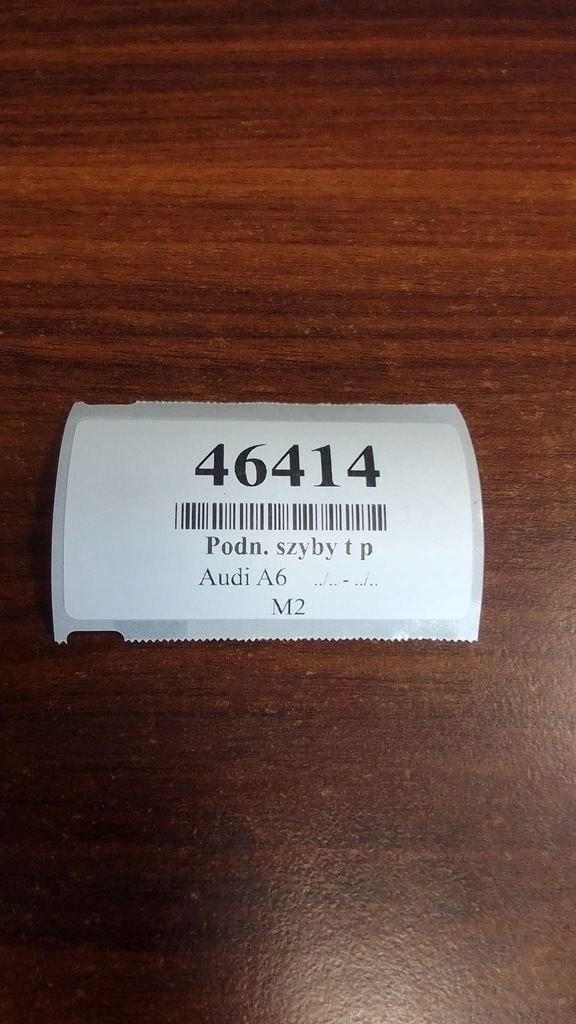 46414
Podn. szyby t p
Audi A6 ../.. - ../..
M2